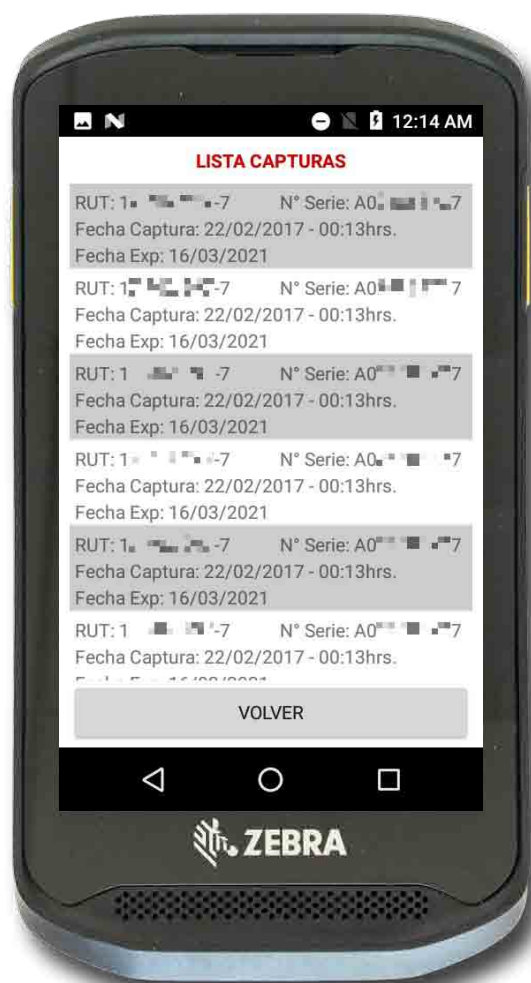 12:14 AM
LISTA CAPTURAS
RUT: 1 -7 N° Serie: A0 7
Fecha Captura: 22/02/2017 - 00:13hrs.
Fecha Exp: 16/03/2021
RUT: 1 -7 N° Serie: A0 7
Fecha Captura: 22/02/2017 - 00:13hrs.
Fecha Exp: 16/03/2021
RUT: 1 -7 N° Serie: A0 7
Fecha Captura: 22/02/2017 - 00:13hrs.
Fecha Exp: 16/03/2021
RUT: 1 -7 N° Serie: A0 7
Fecha Captura: 22/02/2017 - 00:13hrs.
Fecha Exp: 16/03/2021
RUT: 1 -7 N° Serie: A0 7
Fecha Captura: 22/02/2017 - 00:13hrs.
Fecha Exp: 16/03/2021
RUT: 1 -7 N° Serie: A0 7
Fecha Captura: 22/02/2017 - 00:13hrs.
VOLVER
ZEBRA